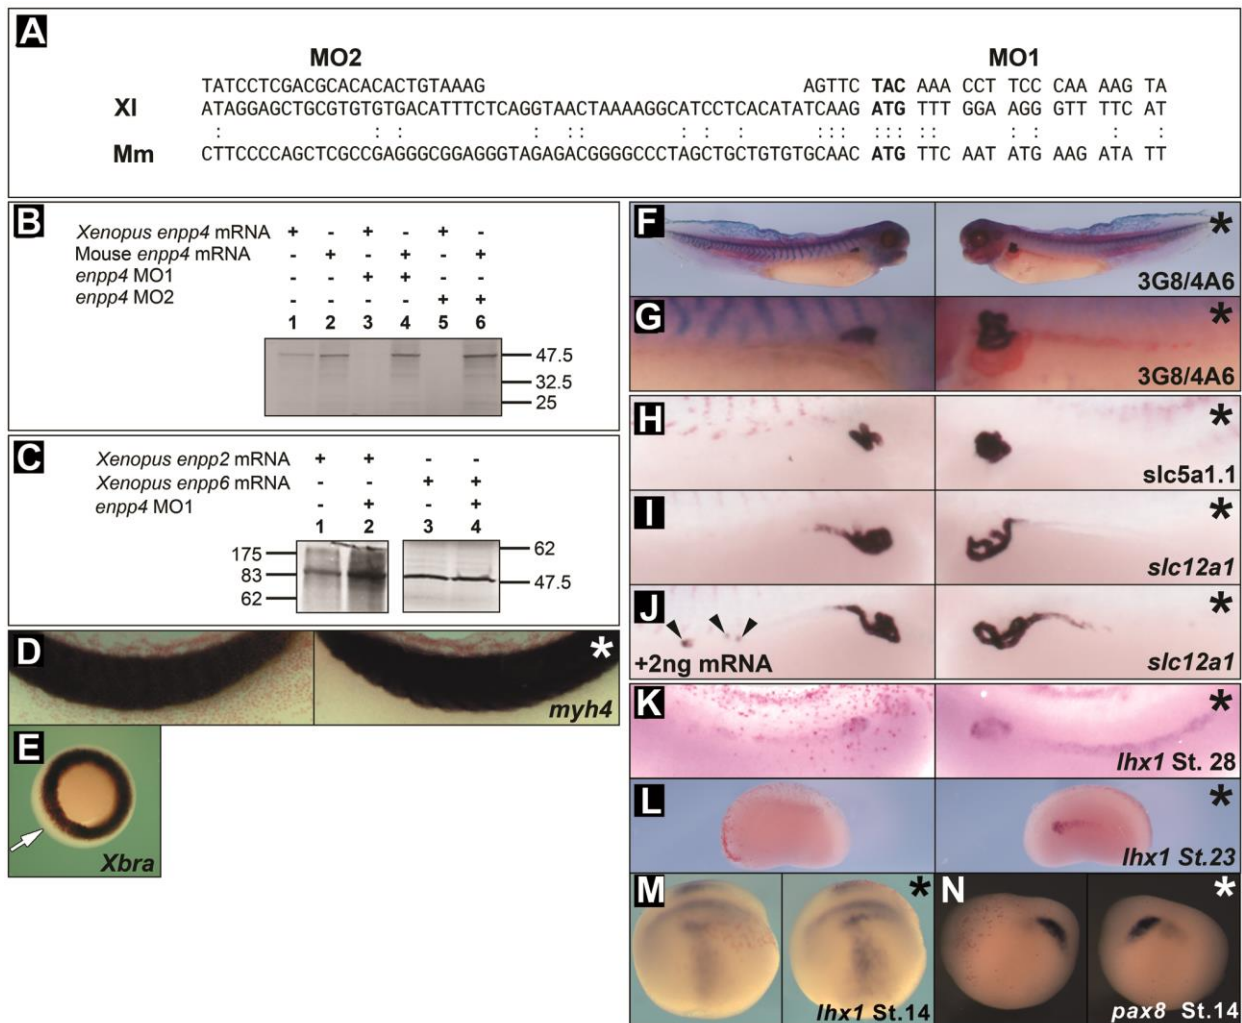 A
MO2 MO1
TATCCTCGACGCACACACTGTAAAG AGTTC TAC AAA CCT TCC CAA AAG TA
Xl ATAGGAGCTGCGTGTGTGACATTTCTCAGGTAACTAAAAGGCATCCTCACATATCAAG ATG TTT GGA AGG GTT TTC AT
Mm CTTCCCCAGCTCGCCGAGGGCGGAGGGTAGAGACGGGGCCCTAGCTGCTGTGTGCAAC ATG TTC AAT ATG AAG ATA TT
B
Xenopus enpp4 mRNA + - + - + -
Mouse enpp4 mRNA - + - + - +
enpp4 MO1 - - + + - -
enpp4 MO2 - - - - + +
1 2 3 4 5 6
47.5
32.5
25
C
Xenopus enpp2 mRNA + + - -
Xenopus enpp6 mRNA - - + +
enpp4 MO1 - + - +
1 2 3 4
175
83
62
62
47.5
D
*
myh4
E
Xbra
F
*
3G8/4A6
G
*
3G8/4A6
H
*
slc5a1.1
I
*
slc12a1
J
*
+2ng mRNA
slc12a1
K
*
lhx1 St. 28
L
*
lhx1 St.23
M
*
lhx1 St.14
N
*
pax8 St.14